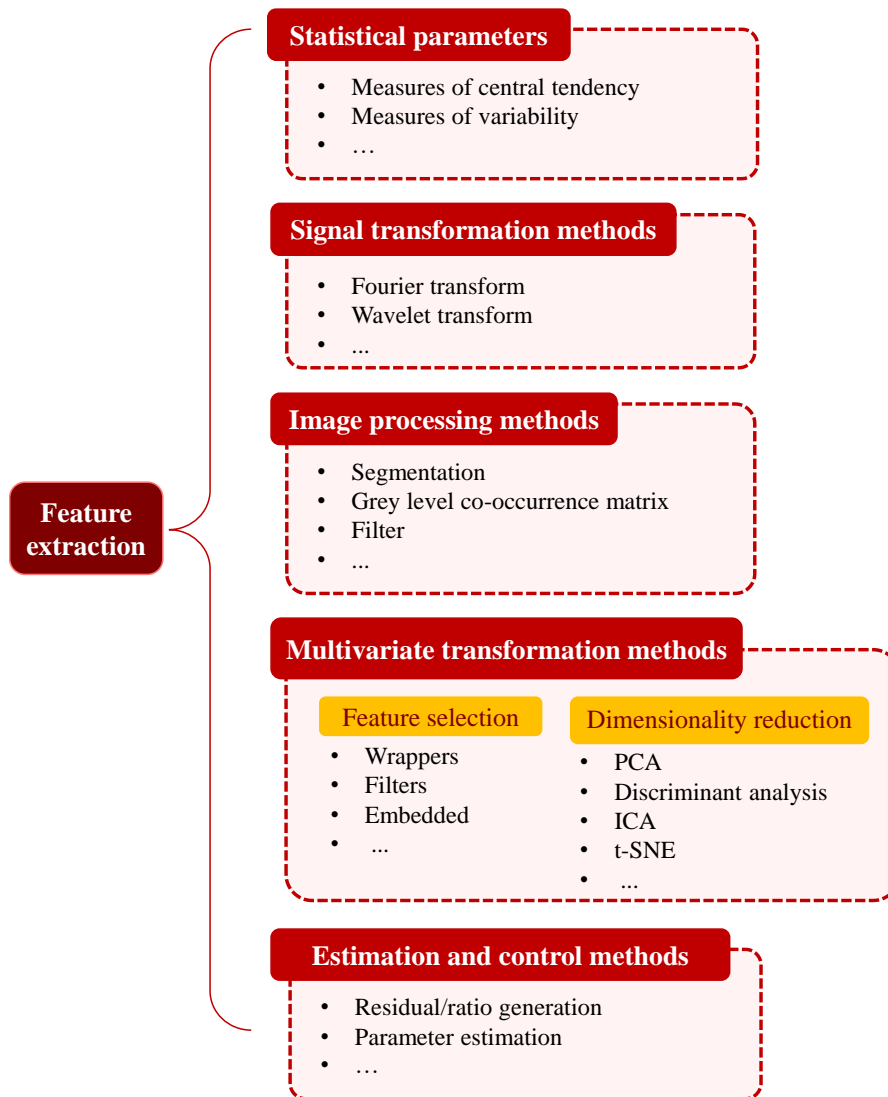 Statistical parameters
• Measures of central tendency
• Measures of variability
• …
Signal transformation methods
• Fourier transform
• Wavelet transform
• ...
Image processing methods
• Segmentation
• Grey level co-occurrence matrix
• Filter
• ...
Feature
extraction
Multivariate transformation methods
Feature selection
• Wrappers
• Filters
• Embedded
• ...
Dimensionality reduction
• PCA
• Discriminant analysis
• ICA
• t-SNE
• ...
Estimation and control methods
• Residual/ratio generation
• Parameter estimation
• …